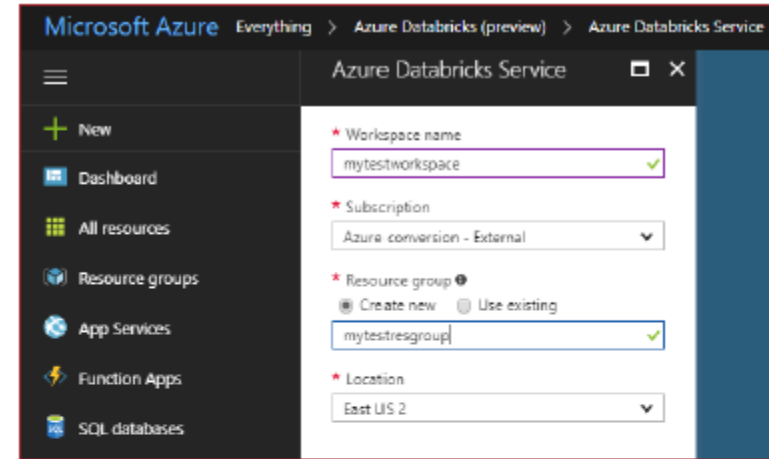 Microsoft Azure Everything > Azure Databricks (preview) > Azure Databricks Service
Azure Databricks Service
New
Dashboard
All resources
Resource groups
App Services
Function Apps
SQL databases
* Workspace name
mytestworkspace
* Subscription
Azure conversion - External
* Resource group
Create new Use existing
mytestresgroup
* Location
East US 2